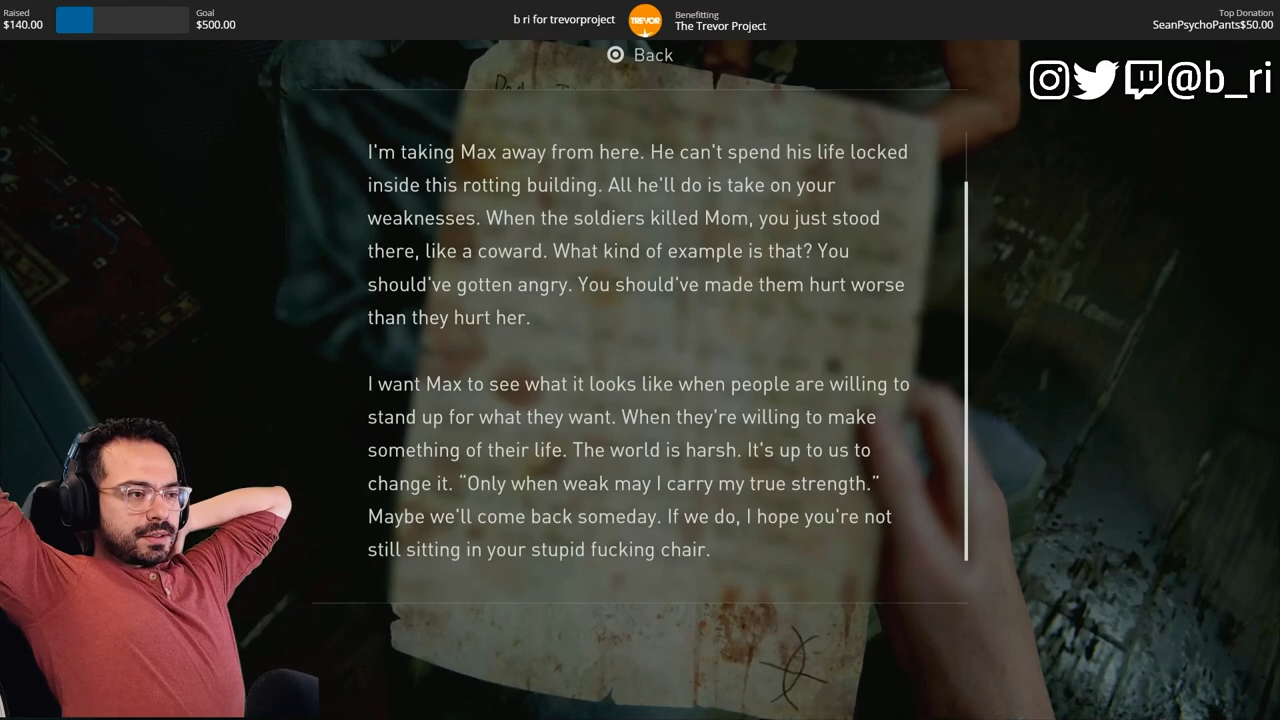 Raised
$140.00
Goal
$500.00
b ri for trevorproject
TREVOR
Benefitting
The Trevor Project
Top Donation
SeanPsychoPants$50.00
Back
@b_ri
I'm taking Max away from here. He can't spend his life locked
inside this rotting building. All he'll do is take on your
weaknesses. When the soldiers killed Mom, you just stood
there, like a coward. What kind of example is that? You
should've gotten angry. You should've made them hurt worse
than they hurt her.
I want Max to see what it looks like when people are willing to
stand up for what they want. When they're willing to make
something of their life. The world is harsh. It's up to us to
change it. “Only when weak may I carry my true strength.”
Maybe we'll come back someday. If we do, I hope you're not
still sitting in your stupid fucking chair.